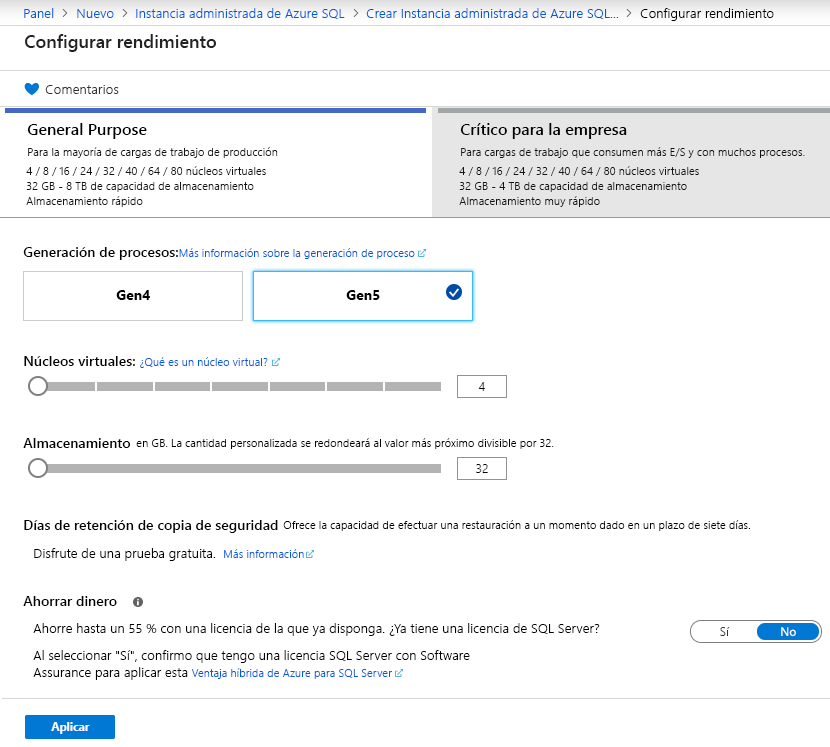 Panel > Nuevo > Instancia administrada de Azure SQL > Crear Instancia administrada de Azure SQL... > Configurar rendimiento
Configurar rendimiento
Comentarios
General Purpose
Para la mayoría de cargas de trabajo de producción
4 / 8 / 16 / 24 / 32 / 40 / 64 / 80 núcleos virtuales
32 GB - 8 TB de capacidad de almacenamiento
Almacenamiento rápido
Crítico para la empresa
Para cargas de trabajo que consumen más E/S y con muchos procesos.
4 / 8 / 16 / 24 / 32 / 40 / 64 / 80 núcleos virtuales
32 GB - 4 TB de capacidad de almacenamiento
Almacenamiento muy rápido
Generación de procesos:Más información sobre la generación de proceso
Gen4
Gen5
Núcleos virtuales: ¿Qué es un núcleo virtual?
4
Almacenamiento en GB. La cantidad personalizada se redondeará al valor más próximo divisible por 32.
32
Días de retención de copia de seguridad Ofrece la capacidad de efectuar una restauración a un momento dado en un plazo de siete días.
Disfrute de una prueba gratuita. Más información
Ahorrar dinero
Ahorre hasta un 55 % con una licencia de la que ya disponga. ¿Ya tiene una licencia de SQL Server?
Sí No
Al seleccionar "Sí", confirmo que tengo una licencia SQL Server con Software
Assurance para aplicar esta Ventaja híbrida de Azure para SQL Server
Aplicar